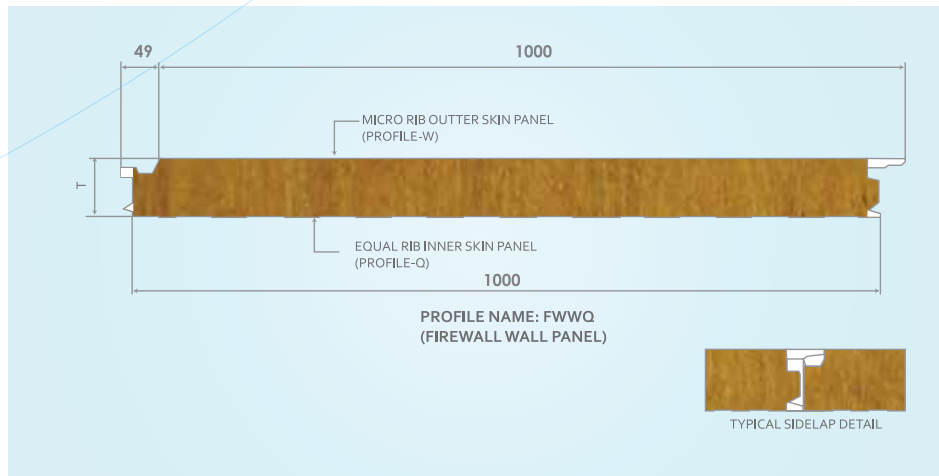 49
1000
MICRO RIB OUTTER SKIN PANEL
(PROFILE-W)
T
EQUAL RIB INNER SKIN PANEL
(PROFILE-Q)
1000
PROFILE NAME: FWWQ
(FIREWALL WALL PANEL)
TYPICAL SIDELAP DETAIL